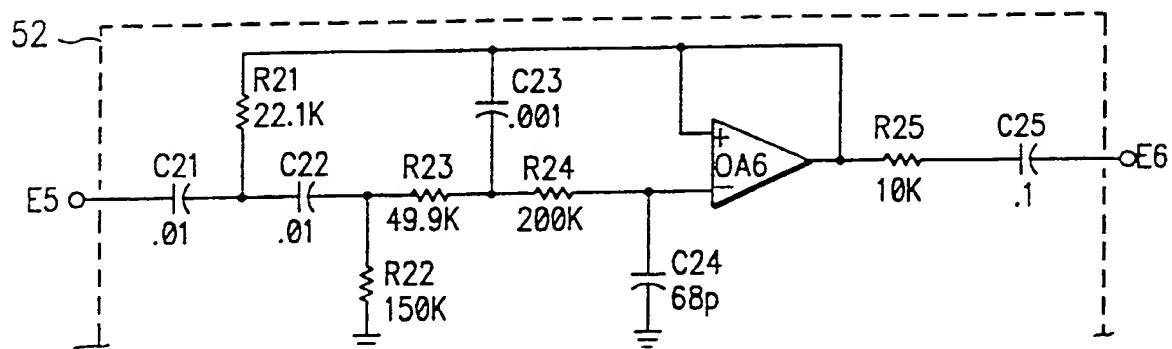 52
R21
22.1K
C23
.001
C21
.01
C22
.01
R23
49.9K
R24
200K
+
OA6
−
R25
10K
C25
.1
E5
E6
R22
150K
C24
68p